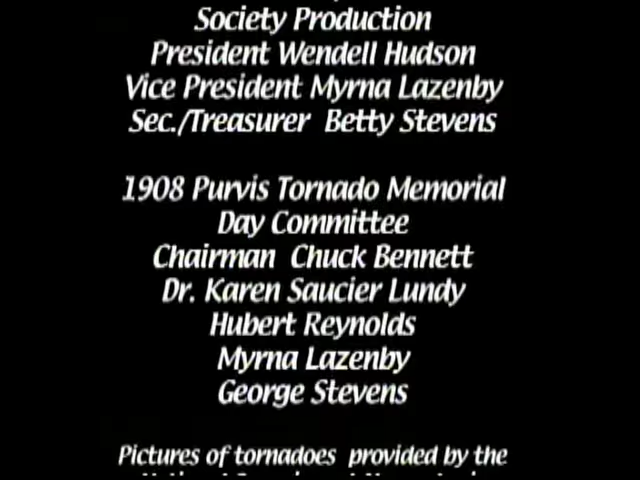 Society Production
President Wendell Hudson
Vice President Myrna Lazenby
Sec./Treasurer Betty Stevens
1908 Purvis Tornado Memorial
Day Committee
Chairman Chuck Bennett
Dr. Karen Saucier Lundy
Hubert Reynolds
Myrna Lazenby
George Stevens
Pictures of tornadoes provided by the